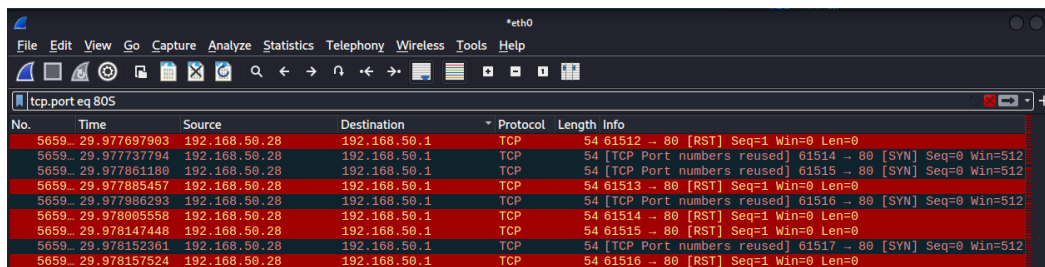 *eth0
File Edit View Go Capture Analyze Statistics Telephony Wireless Tools Help
tcp.port eq 80S
No. Time Source Destination Protocol Length Info
5659… 29.977697903 192.168.50.28 192.168.50.1 TCP 54 61512 → 80 [RST] Seq=1 Win=0 Len=0
5659… 29.977737794 192.168.50.28 192.168.50.1 TCP 54 [TCP Port numbers reused] 61514 → 80 [SYN] Seq=0 Win=512
5659… 29.977861180 192.168.50.28 192.168.50.1 TCP 54 [TCP Port numbers reused] 61515 → 80 [SYN] Seq=0 Win=512
5659… 29.977885457 192.168.50.28 192.168.50.1 TCP 54 61513 → 80 [RST] Seq=1 Win=0 Len=0
5659… 29.977986293 192.168.50.28 192.168.50.1 TCP 54 [TCP Port numbers reused] 61516 → 80 [SYN] Seq=0 Win=512
5659… 29.978005558 192.168.50.28 192.168.50.1 TCP 54 61514 → 80 [RST] Seq=1 Win=0 Len=0
5659… 29.978147448 192.168.50.28 192.168.50.1 TCP 54 61515 → 80 [RST] Seq=1 Win=0 Len=0
5659… 29.978152361 192.168.50.28 192.168.50.1 TCP 54 [TCP Port numbers reused] 61517 → 80 [SYN] Seq=0 Win=512
5659… 29.978157524 192.168.50.28 192.168.50.1 TCP 54 61516 → 80 [RST] Seq=1 Win=0 Len=0